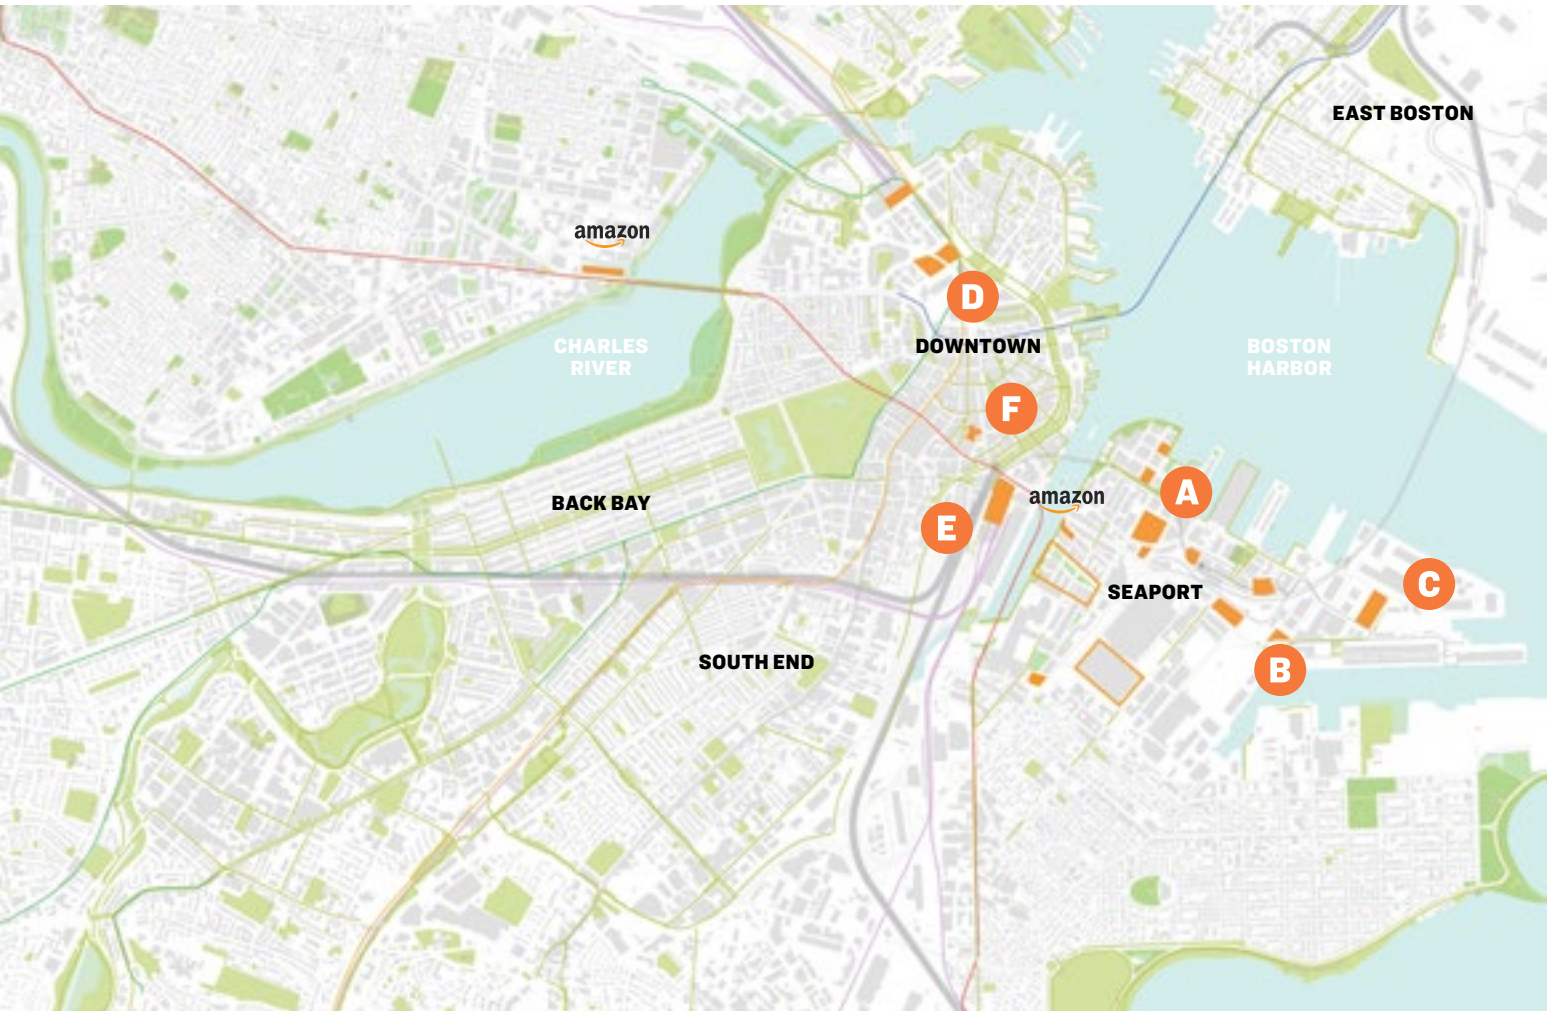 EAST BOSTON
amazon
CHARLES
RIVER
D
DOWNTOWN
BOSTON
HARBOR
F
BACK BAY
amazon
A
E
SEAPORT
C
SOUTH END
B